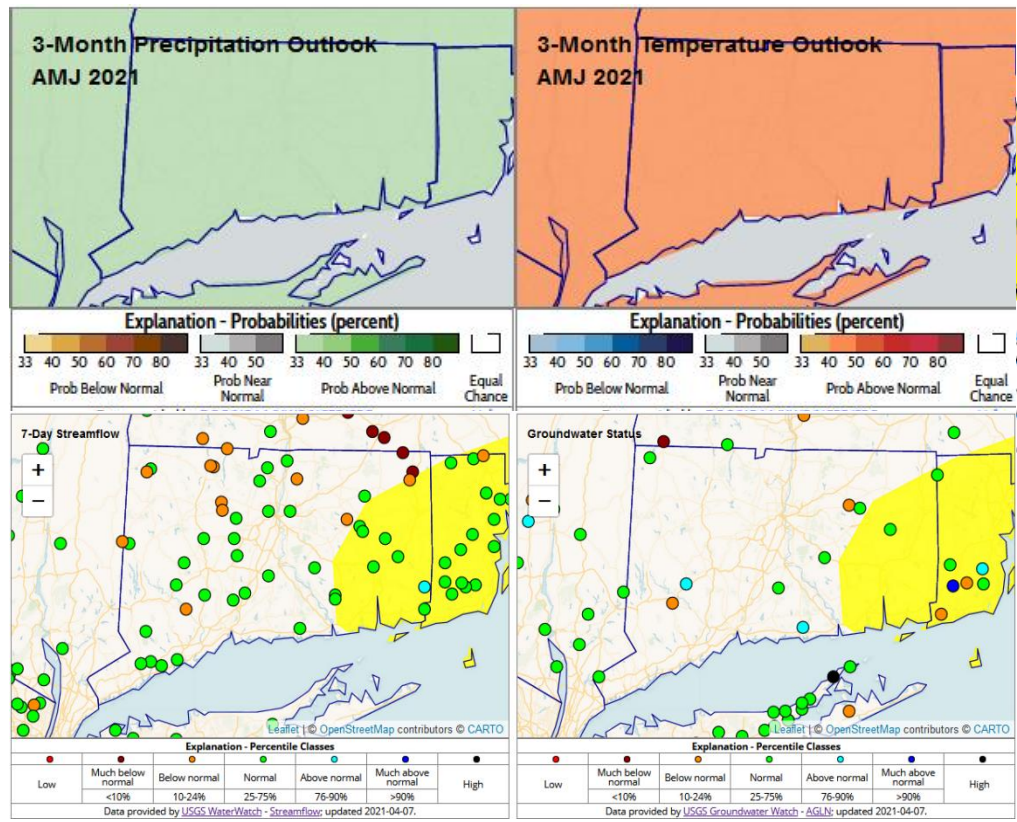 3-Month Precipitation Outlook
AMJ 2021
3-Month Temperature Outlook
AMJ 2021
Explanation - Probabilities (percent)
33 40 50 60 70 80
33 40 50
33 40 50 60 70 80
Prob Below Normal
Prob Near
Normal
Prob Above Normal
Equal
Chance
Explanation - Probabilities (percent)
33 40 50 60 70 80
33 40 50
33 40 50 60 70 80
Prob Below Normal
Prob Near
Normal
Prob Above Normal
Equal
Chance
7-Day Streamflow
+
−
Leaflet | © OpenStreetMap contributors © CARTO
Explanation - Percentile Classes
Low
Much below
normal
Below normal
Normal
Above normal
Much above
normal
High
<10%
10-24%
25-75%
76-90%
>90%
Data provided by USGS WaterWatch - Streamflow; updated 2021-04-07.
Groundwater Status
+
−
Leaflet | © OpenStreetMap contributors © CARTO
Explanation - Percentile Classes
Low
Much below
normal
Below normal
Normal
Above normal
Much above
normal
High
<10%
10-24%
25-75%
76-90%
>90%
Data provided by USGS Groundwater Watch - AGLN; updated 2021-04-07.